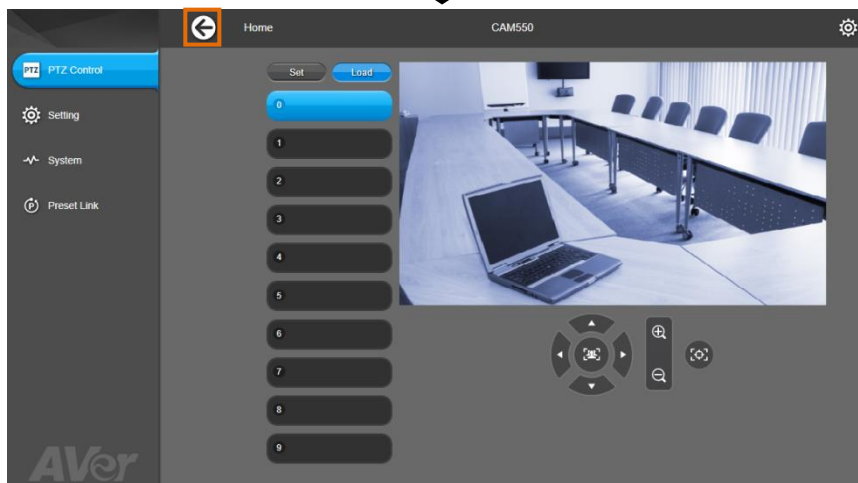 Home CAM550
PTZ PTZ Control
Setting
System
P Preset Link
Set Load
0
1
2
3
4
5
6
7
8
9
AVer